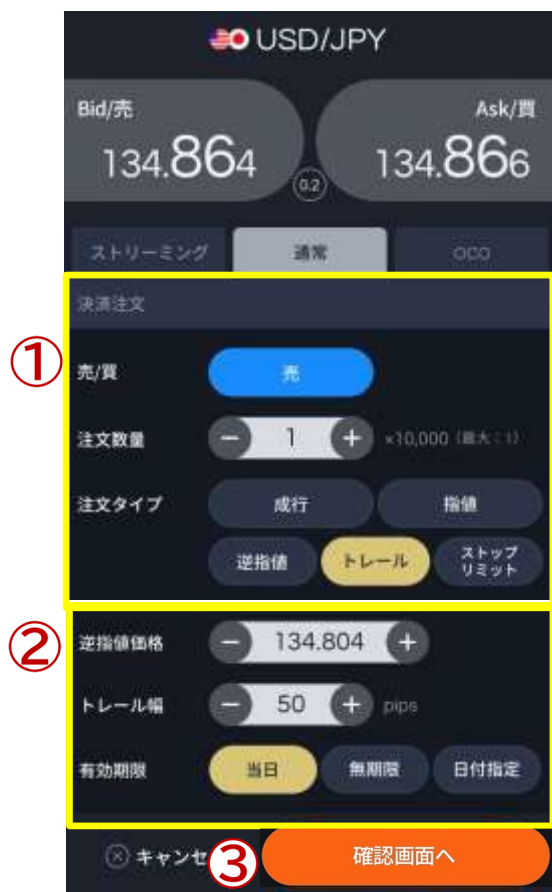 USD/JPY
Bid/売 Ask/買
134.864 0.2 134.866
ストリーミング 通常 OCO
決済注文
①
売/買 売
注文数量 − 1 + ×10,000 (最大:1)
注文タイプ 成行 指値
逆指値 トレール ストップ
リミット
②
逆指値価格 − 134.804 +
トレール幅 − 50 + pips
有効期限 当日 無期限 日付指定
キャンセ ③ 確認画面へ